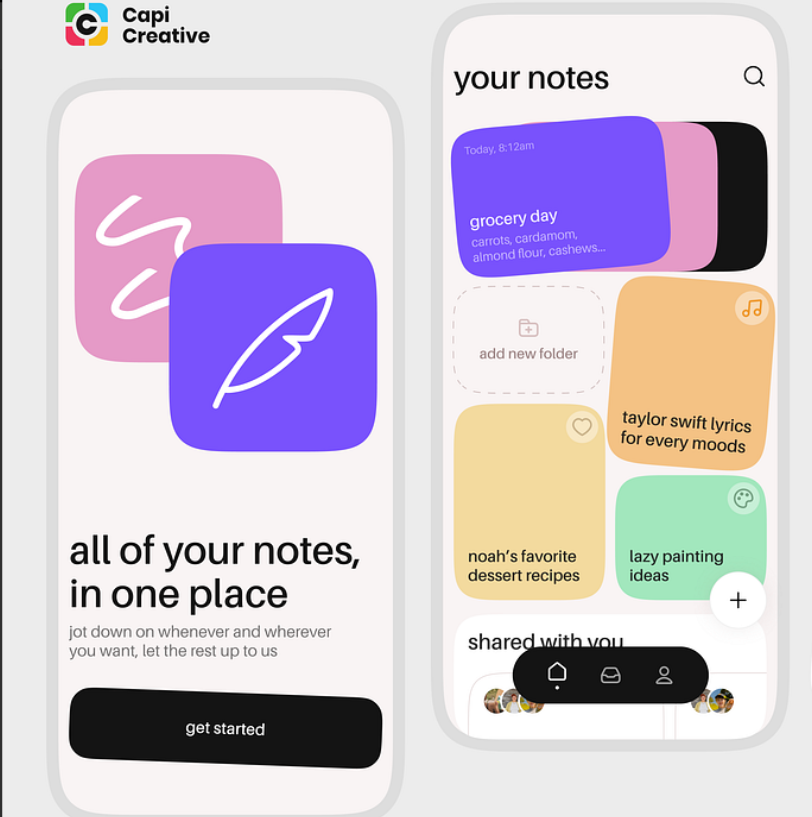 Capi
Creative
all of your notes,
in one place
jot down on whenever and wherever
you want, let the rest up to us
get started
your notes
Today, 8:12am
grocery day
carrots, cardamom,
almond flour, cashews...
add new folder
taylor swift lyrics
for every moods
noah's favorite
dessert recipes
lazy painting
ideas
shared with you